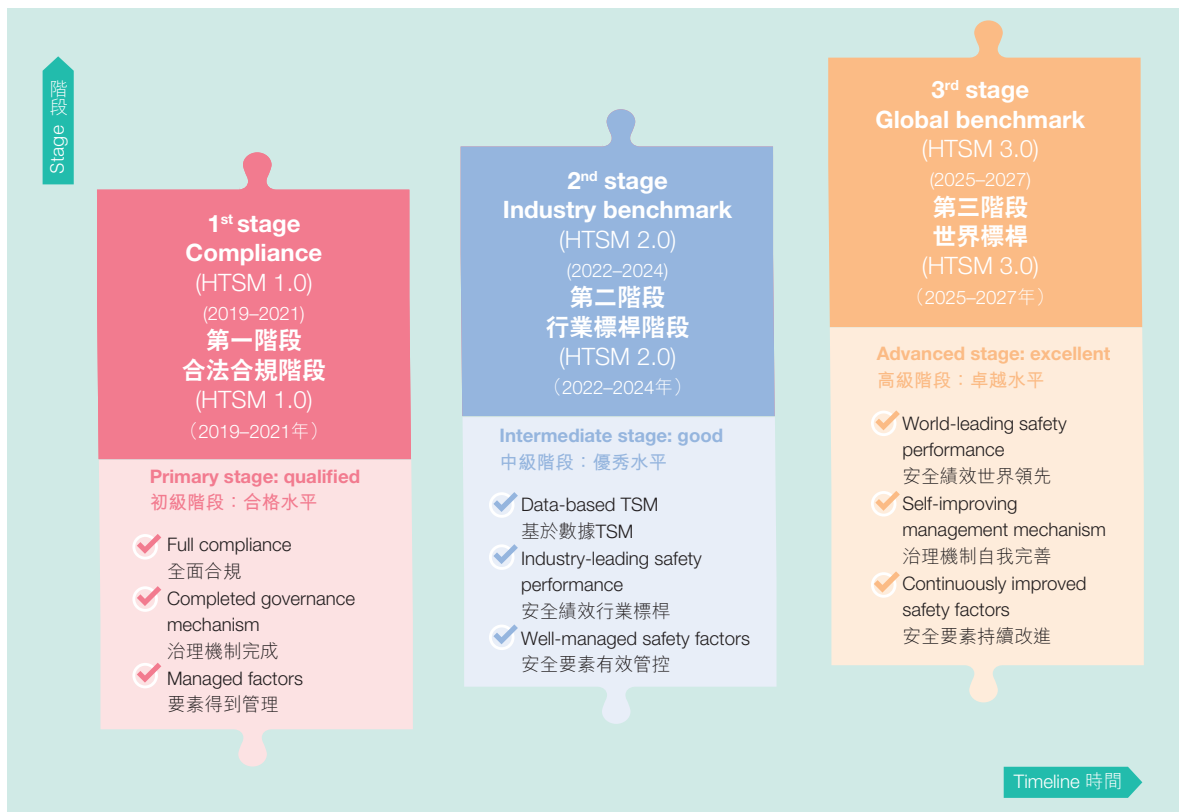 Stage 階段
1st stage
Compliance
(HTSM 1.0)
(2019–2021)
第一階段
合法合規階段
(HTSM 1.0)
（2019–2021年）
Primary stage: qualified
初級階段：合格水平
Full compliance
全面合規
Completed governance
mechanism
治理機制完成
Managed factors
要素得到管理
2nd stage
Industry benchmark
(HTSM 2.0)
(2022–2024)
第二階段
行業標桿階段
(HTSM 2.0)
（2022–2024年）
Intermediate stage: good
中級階段：優秀水平
Data-based TSM
基於數據TSM
Industry-leading safety
performance
安全績效行業標桿
Well-managed safety factors
安全要素有效管控
3rd stage
Global benchmark
(HTSM 3.0)
(2025–2027)
第三階段
世界標桿
(HTSM 3.0)
（2025–2027年）
Advanced stage: excellent
高級階段：卓越水平
World-leading safety
performance
安全績效世界領先
Self-improving
management mechanism
治理機制自我完善
Continuously improved
safety factors
安全要素持續改進
Timeline 時間